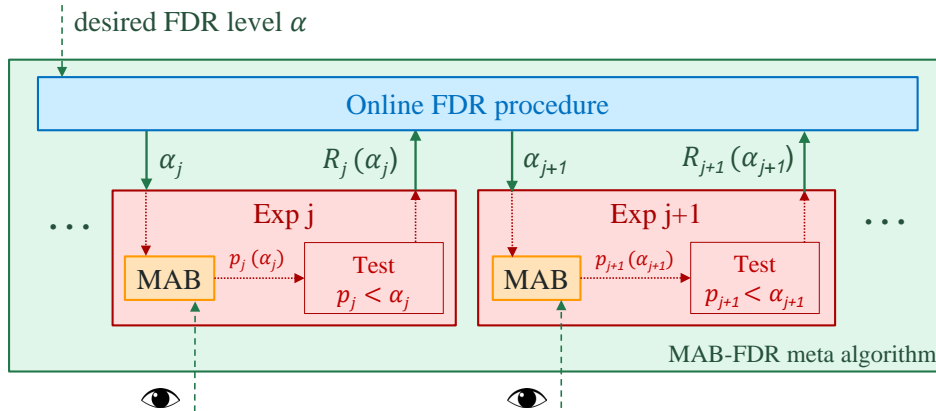 desired FDR level α
Online FDR procedure
α_j
R_j (α_j)
α_{j+1}
R_{j+1} (α_{j+1})
Exp j
Exp j+1
...
...
MAB
p_j (α_j)
Test
p_j < α_j
MAB
p_{j+1} (α_{j+1})
Test
p_{j+1} < α_{j+1}
MAB-FDR meta algorithm